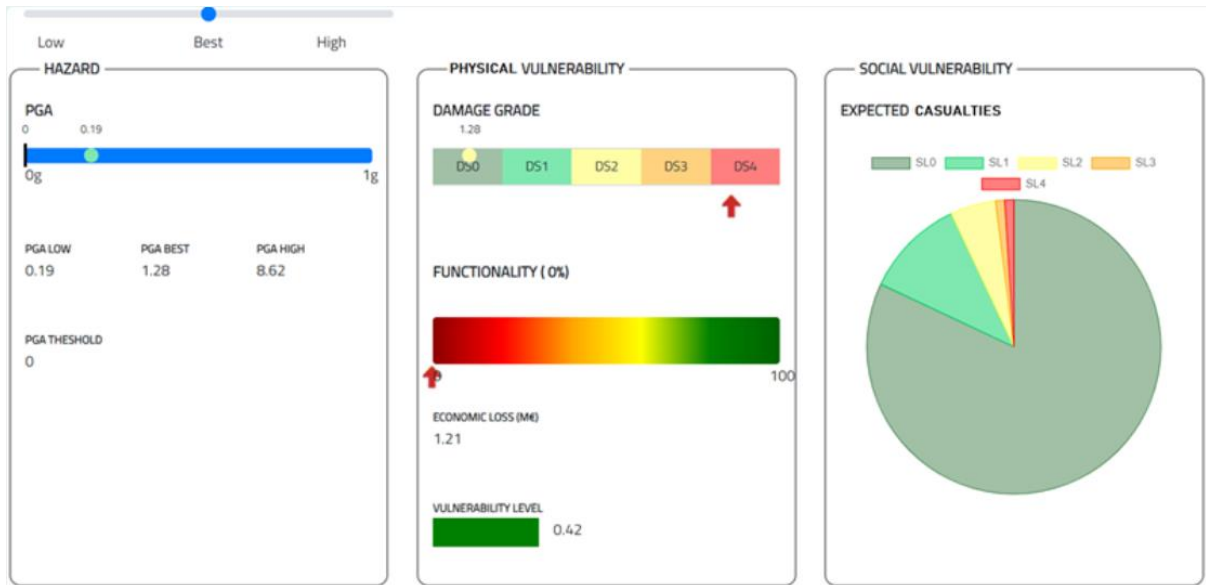 Low Best High
HAZARD
PGA
0 0.19
0g 1g
PGA LOW PGA BEST PGA HIGH
0.19 1.28 8.62
PGA THESHOLD
0
PHYSICAL VULNERABILITY
DAMAGE GRADE
1.28
DS0 DS1 DS2 DS3 DS4
FUNCTIONALITY ( 0%)
0 100
ECONOMIC LOSS (M€)
1.21
VULNERABILITY LEVEL
0.42
SOCIAL VULNERABILITY
EXPECTED CASUALTIES
SL0 SL1 SL2 SL3
SL4